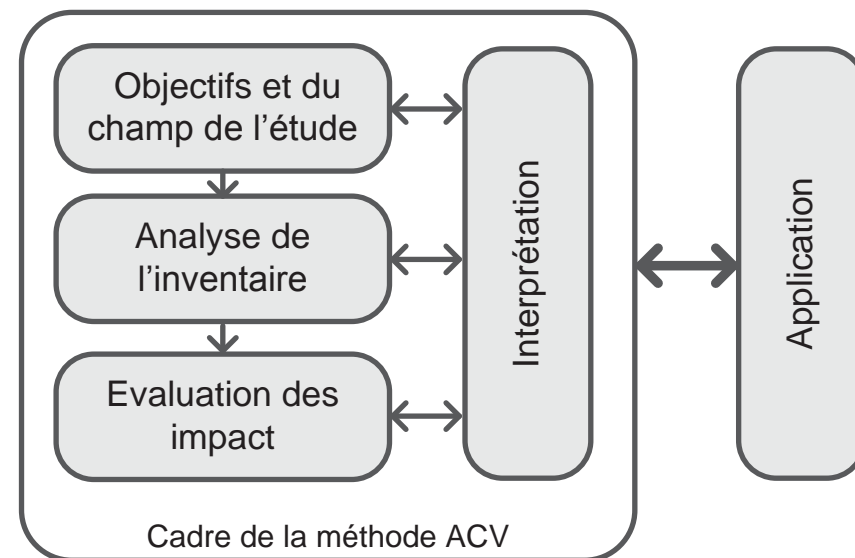 Objectifs et du
champ de l’étude
Analyse de
l’inventaire
Evaluation des
impact
Interprétation
Application
Cadre de la méthode ACV